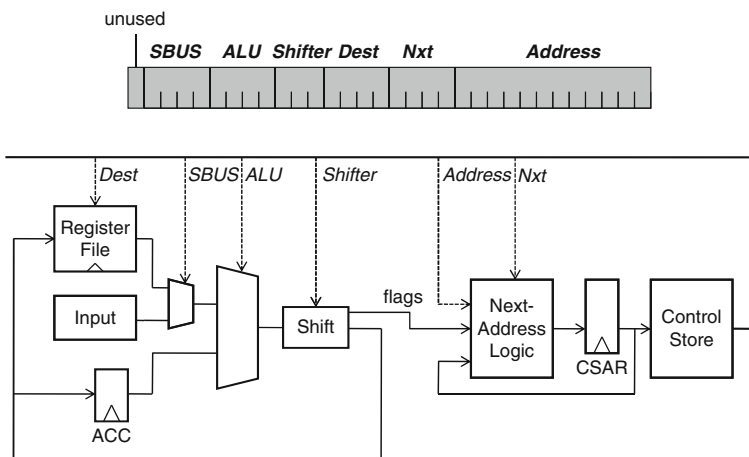 unused
SBUS ALU Shifter Dest Nxt Address
Dest SBUS ALU Shifter Address Nxt
Register
File
Input
ACC
Shift
flags
Next-
Address
Logic
CSAR
Control
Store